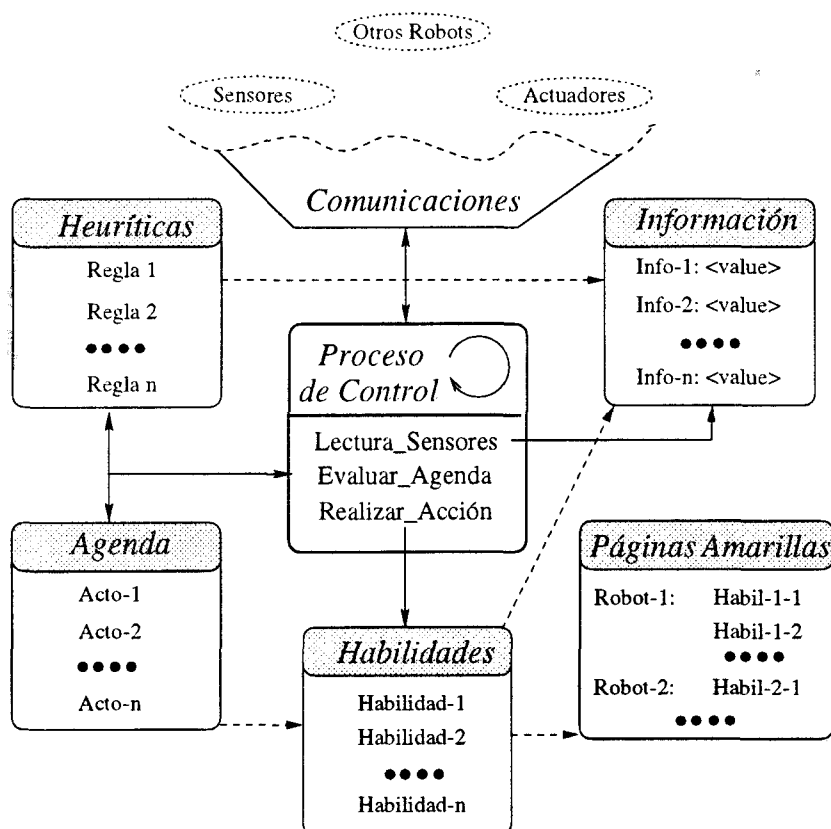 Otros Robots
Sensores
Actuadores
Comunicaciones
Heuríticas
Regla 1
Regla 2
Regla n
Información
Info-1: <value>
Info-2: <value>
Info-n: <value>
Proceso
de Control
Lectura_Sensores
Evaluar_Agenda
Realizar_Acción
Agenda
Acto-1
Acto-2
Acto-n
Habilidades
Habilidad-1
Habilidad-2
Habilidad-n
Páginas Amarillas
Robot-1: Habil-1-1
Habil-1-2
Robot-2: Habil-2-1